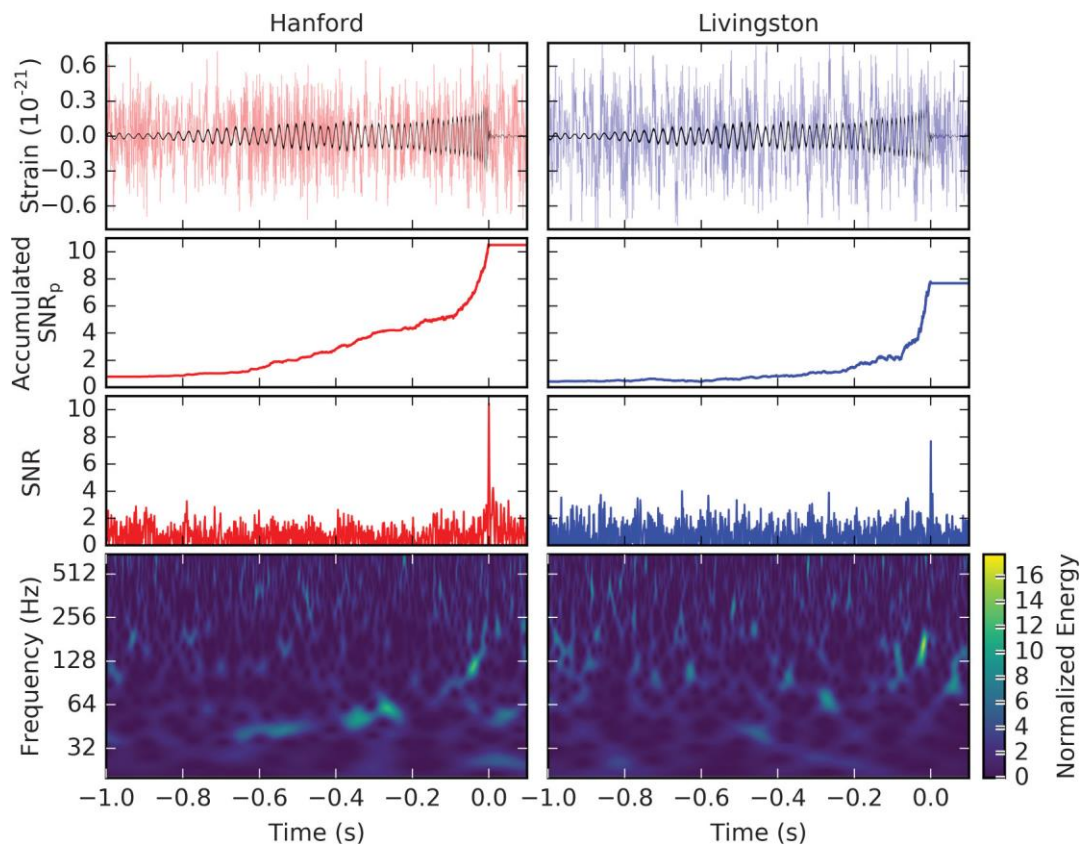 Hanford
Livingston
Strain (10⁻²¹)
0.6
0.3
0.0
−0.3
−0.6
Accumulated
SNRₚ
10
8
6
4
2
0
SNR
10
8
6
4
2
0
Frequency (Hz)
512
256
128
64
32
−1.0 −0.8 −0.6 −0.4 −0.2 0.0
Time (s)
−1.0 −0.8 −0.6 −0.4 −0.2 0.0
Time (s)
16
14
12
10
8
6
4
2
0
Normalized Energy